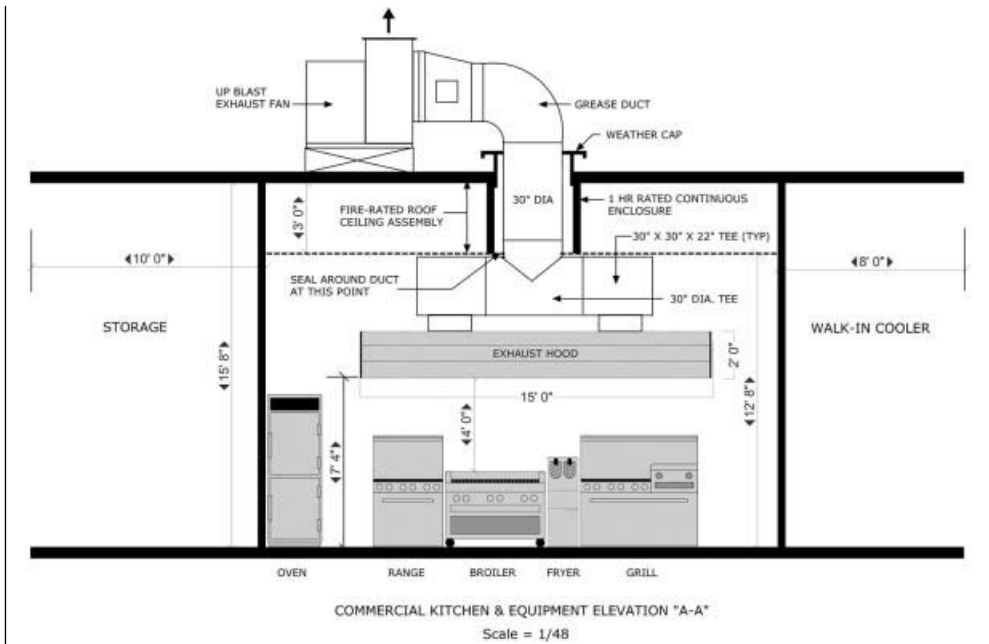 UP BLAST
EXHAUST FAN
GREASE DUCT
WEATHER CAP
30" DIA
FIRE-RATED ROOF
CEILING ASSEMBLY
1 HR RATED CONTINUOUS
ENCLOSURE
3' 0"
30" X 30" X 22" TEE (TYP)
10' 0"
8' 0"
SEAL AROUND DUCT
AT THIS POINT
30" DIA. TEE
STORAGE
WALK-IN COOLER
EXHAUST HOOD
2' 0"
15' 8"
15' 0"
12' 8"
4' 0"
7' 4"
OVEN
RANGE
BROILER
FRYER
GRILL
COMMERCIAL KITCHEN & EQUIPMENT ELEVATION "A-A"
Scale = 1/48